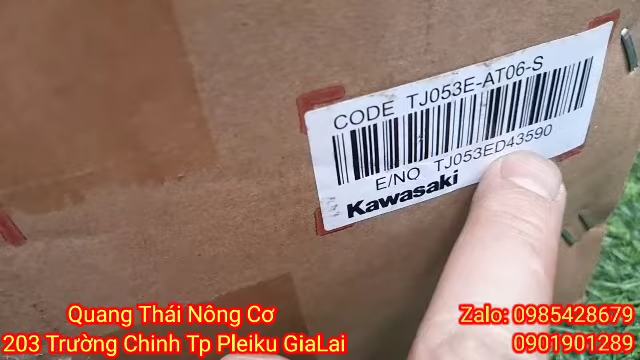 CODE TJ053E-AT06-S
E/NO TJ053ED43590
Kawasaki
Quang Thái Nông Cơ
203 Trường Chinh Tp Pleiku GiaLai
Zalo: 0985428679
0901901289